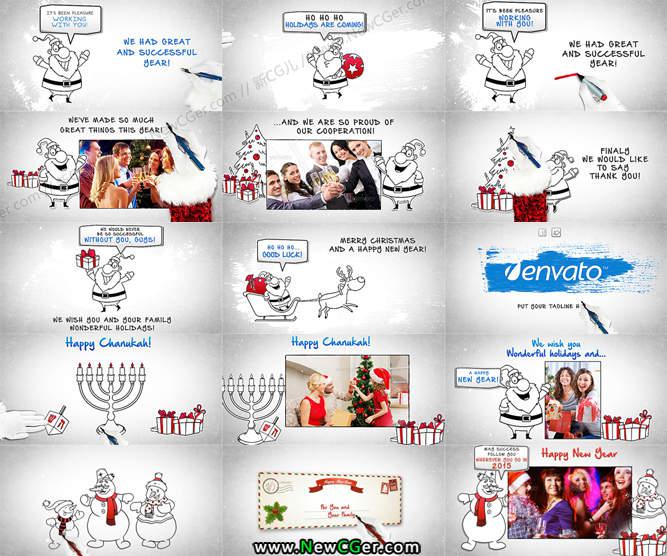 IT'S BEEN PLEASURE
WORKING
WITH YOU!
WE HAD GREAT
AND SUCCESSFUL
YEAR!
HO HO HO
HOLIDAYS ARE COMING!
IT'S BEEN PLEASURE
WORKING
WITH YOU!
WE HAD GREAT
AND SUCCESSFUL
YEAR!
WE'VE MADE SO MUCH
GREAT THINGS THIS YEAR!
...AND WE ARE SO PROUD OF
OUR COOPERATION!
FINALY
WE WOULD LIKE
TO SAY
THANK YOU!
WE WOULD NEVER
BE SO SUCCESSFUL
WITHOUT YOU, GUYS!
WE WISH YOU AND YOUR FAMILY
WONDERFUL HOLIDAYS!
HO HO HO...
GOOD LUCK!
MERRY CHRISTMAS
AND A HAPPY NEW YEAR!
envato™
PUT YOUR TAGLINE H
Happy Chanukah!
Happy Chanukah!
We wish you
Wonderful holidays and...
A HAPPY
NEW YEAR!
For You and
Your Family
MAY SUCCESS
FOLLOW YOU
WHEREVER YOU GO IN
2015
Happy New Year
www.NewCGer.com